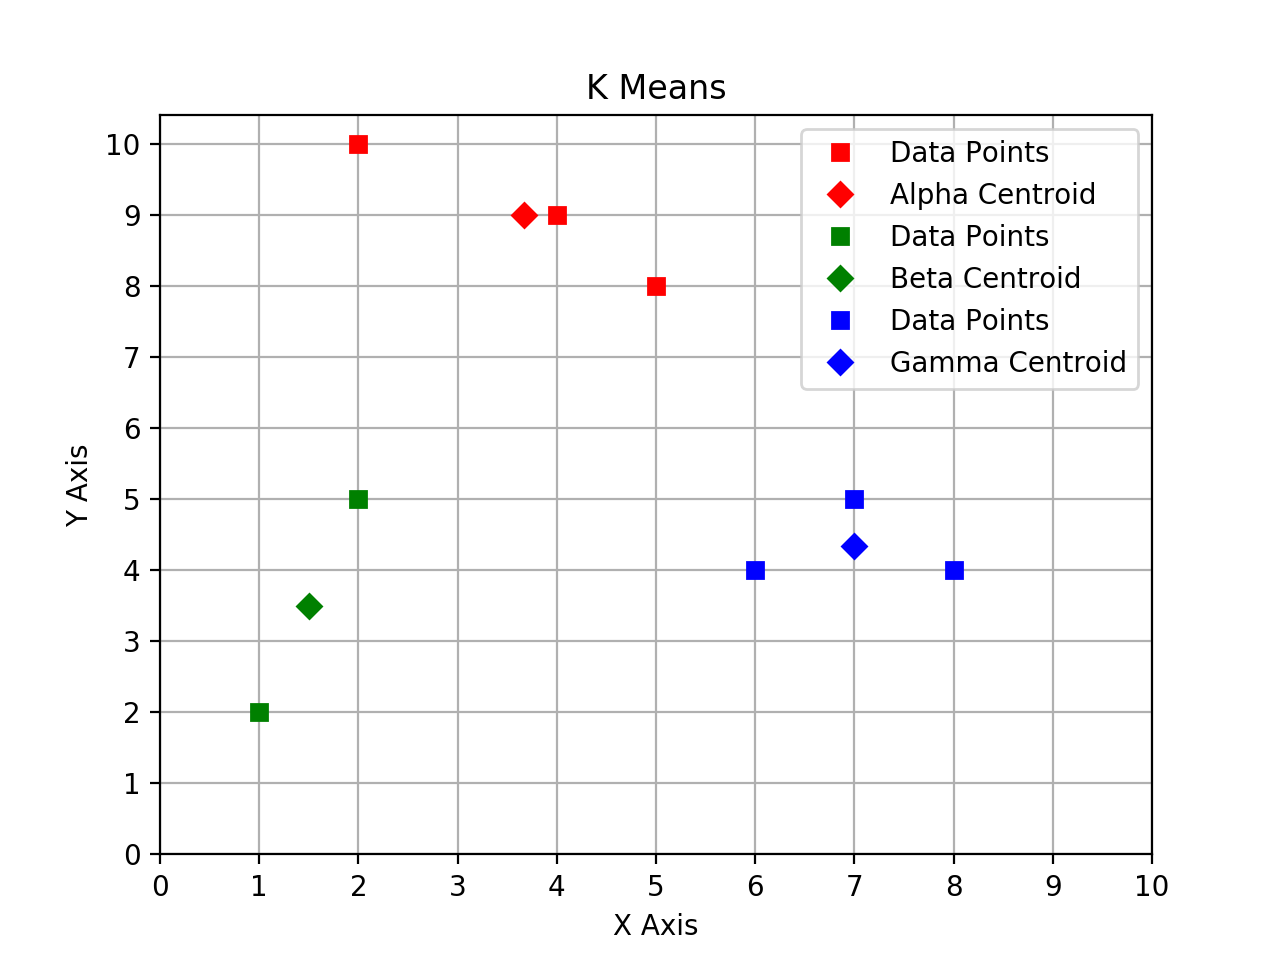 K Means
10
9
8
7
6
5
4
3
2
1
0
Y Axis
Data Points
Alpha Centroid
Data Points
Beta Centroid
Data Points
Gamma Centroid
0 1 2 3 4 5 6 7 8 9 10
X Axis